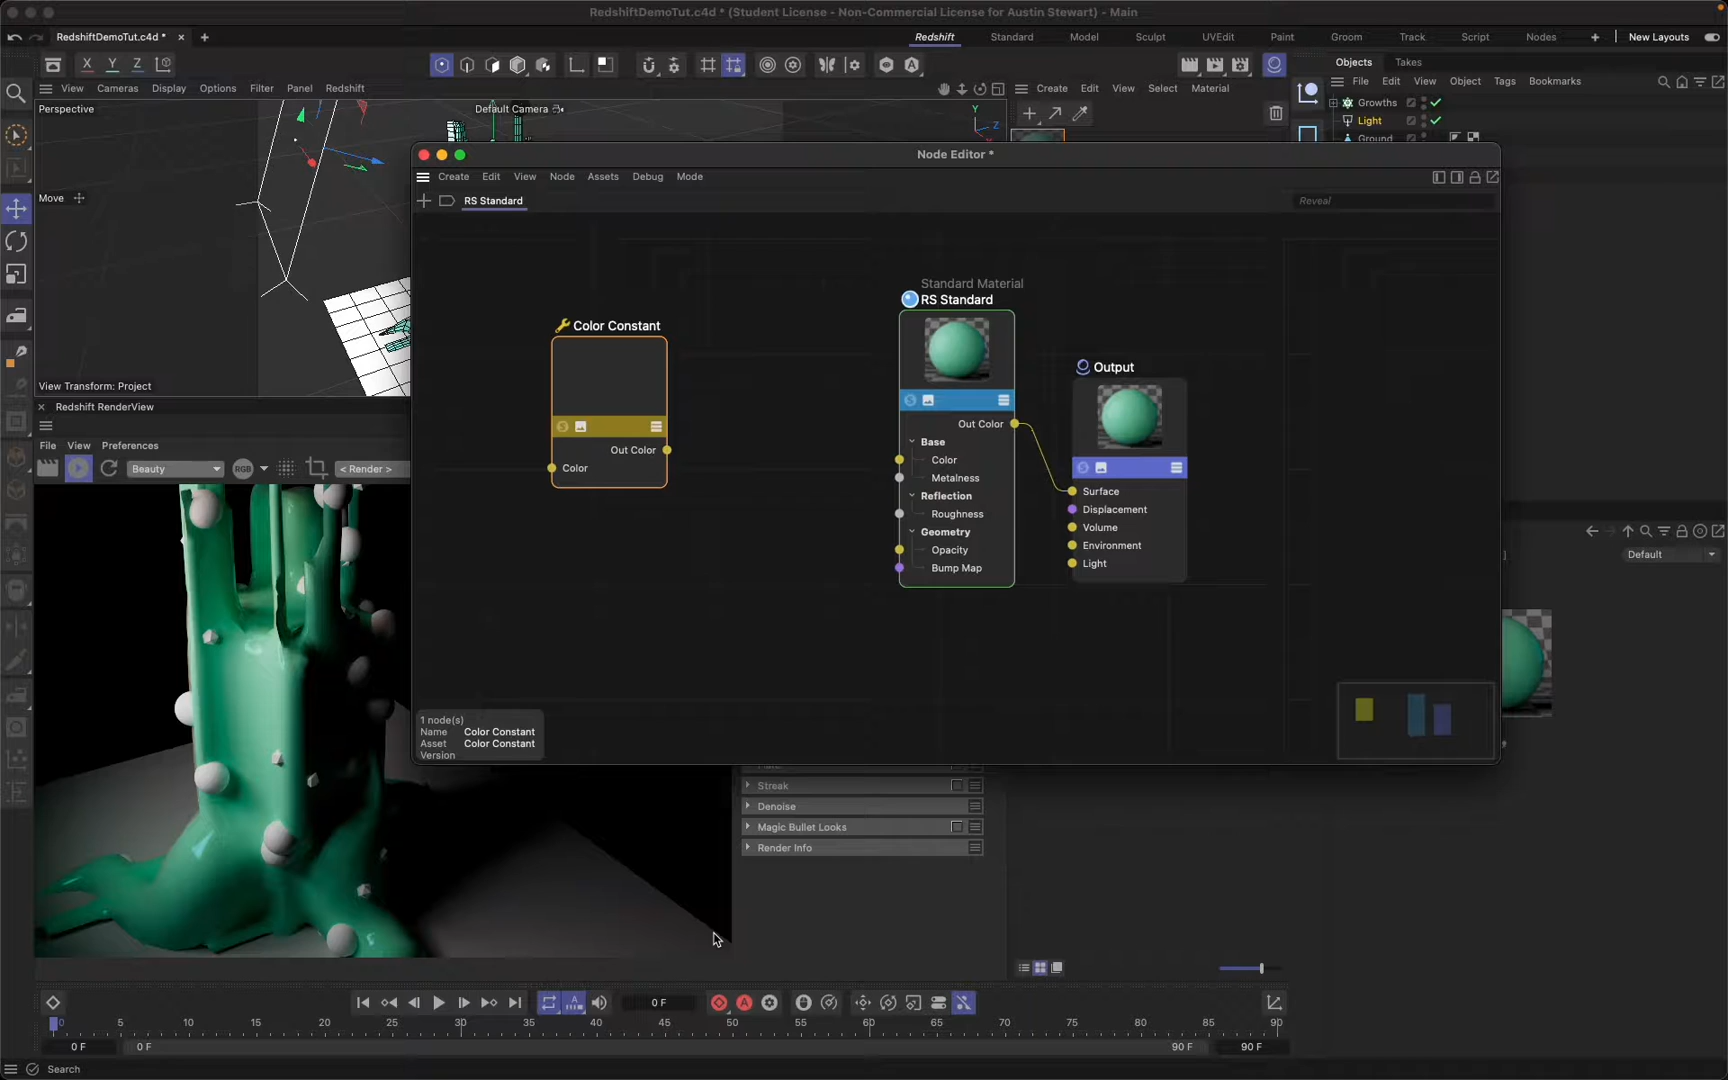 RedshiftDemoTut.c4d * (Student License - Non-Commercial License for Austin Stewart) - Main
RedshiftDemoTut.c4d *
Redshift
Standard
Model
Sculpt
UVEdit
Paint
Groom
Track
Script
Nodes
New Layouts
X Y Z
Objects
Takes
View Cameras Display Options Filter Panel Redshift
Create Edit View Select Material
File Edit View Object Tags Bookmarks
Perspective
Default Camera
Y
Z
Growths
Light
Ground
Node Editor *
Create Edit View Node Assets Debug Mode
RS Standard
Reveal
Move
Standard Material
RS Standard
Color Constant
Output
Out Color
Color
Out Color
Base
Color
Metalness
Reflection
Roughness
Geometry
Opacity
Bump Map
Surface
Displacement
Volume
Environment
Light
View Transform: Project
Redshift RenderView
File View Preferences
Beauty
RGB
< Render >
Default
1 node(s)
Name Color Constant
Asset Color Constant
Version
Streak
Denoise
Magic Bullet Looks
Render Info
0 F
0 5 10 15 20 25 30 35 40 45 50 55 60 65 70 75 80 85 90
0 F
0 F
90 F
90 F
Search